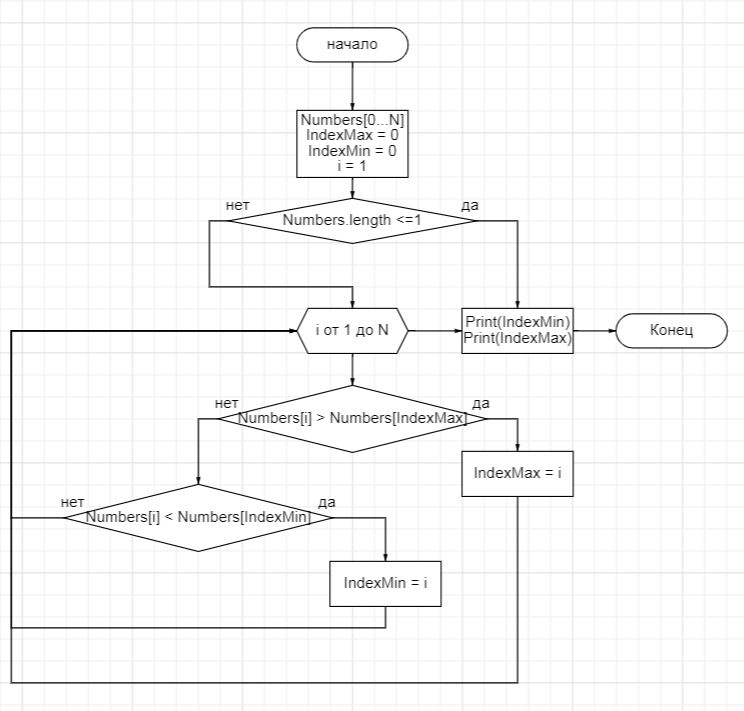 начало
Numbers[0...N]
IndexMax = 0
IndexMin = 0
i = 1
нет
да
Numbers.length <=1
i от 1 до N
Print(IndexMin)
Print(IndexMax)
Конец
нет
да
Numbers[i] > Numbers[IndexMax]
IndexMax = i
нет
да
Numbers[i] < Numbers[IndexMin]
IndexMin = i